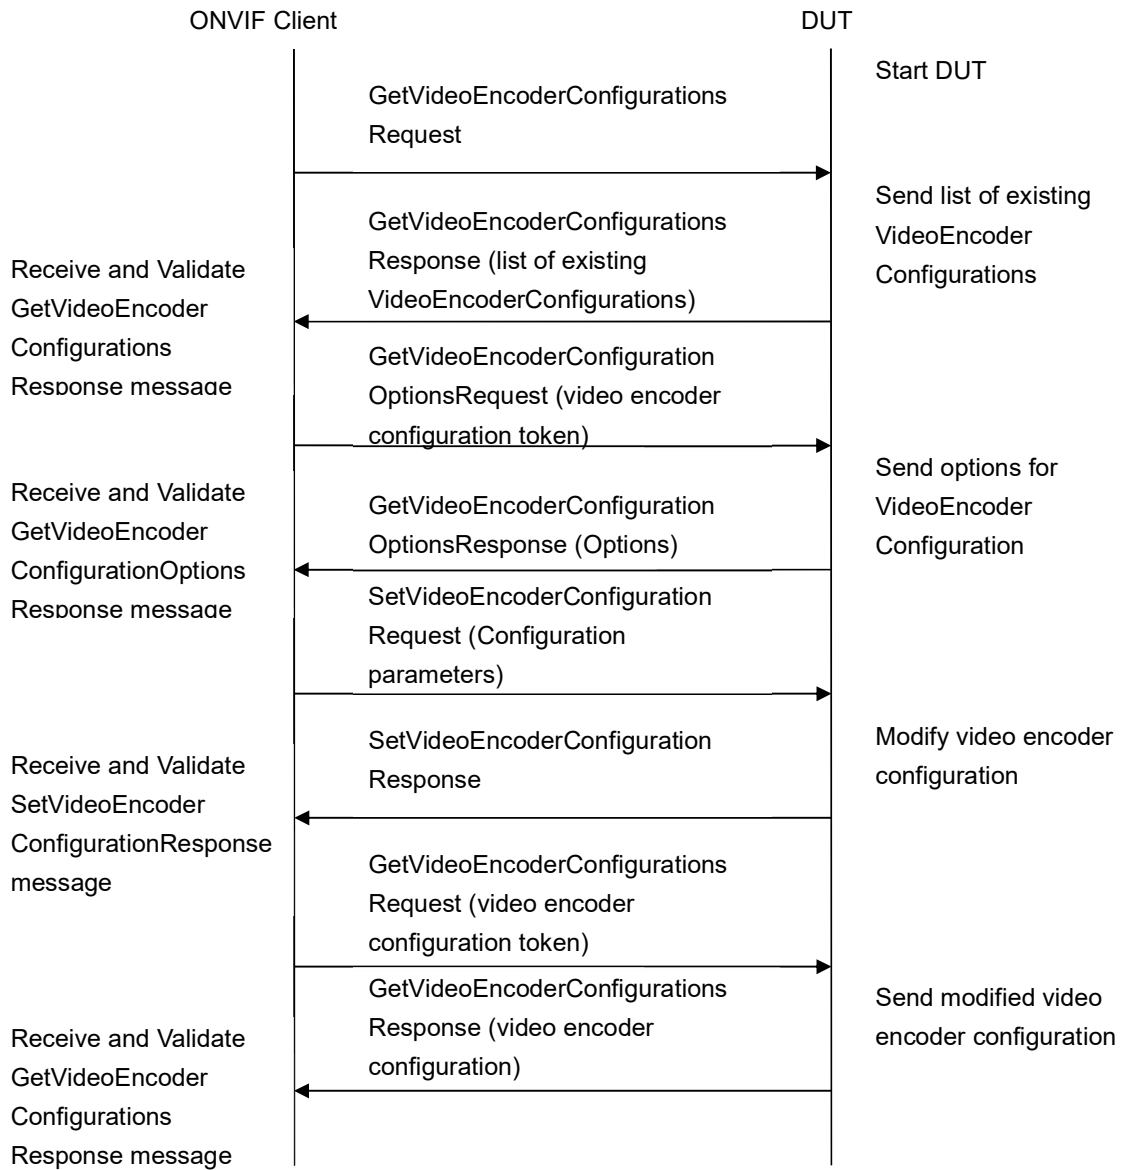 ONVIF Client
DUT
Start DUT
GetVideoEncoderConfigurations
Request
Send list of existing
VideoEncoder
Configurations
GetVideoEncoderConfigurations
Response (list of existing
VideoEncoderConfigurations)
Receive and Validate
GetVideoEncoder
Configurations
Response message
GetVideoEncoderConfiguration
OptionsRequest (video encoder
configuration token)
Send options for
VideoEncoder
Configuration
GetVideoEncoderConfiguration
OptionsResponse (Options)
Receive and Validate
GetVideoEncoder
ConfigurationOptions
Response message
SetVideoEncoderConfiguration
Request (Configuration
parameters)
Modify video encoder
configuration
SetVideoEncoderConfiguration
Response
Receive and Validate
SetVideoEncoder
ConfigurationResponse
message
GetVideoEncoderConfigurations
Request (video encoder
configuration token)
Send modified video
encoder configuration
GetVideoEncoderConfigurations
Response (video encoder
configuration)
Receive and Validate
GetVideoEncoder
Configurations
Response message